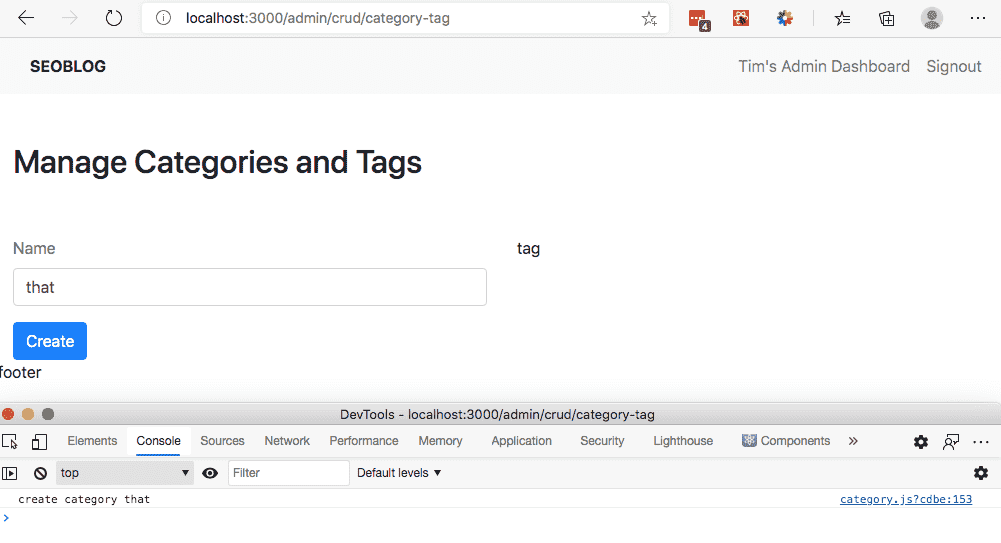 localhost:3000/admin/crud/category-tag
4
SEOBLOG Tim's Admin Dashboard Signout
Manage Categories and Tags
Name tag
that
Create
footer
DevTools - localhost:3000/admin/crud/category-tag
Elements Console Sources Network Performance Memory Application Security Lighthouse Components »
top Filter Default levels
create category that category.js?cdbe:153